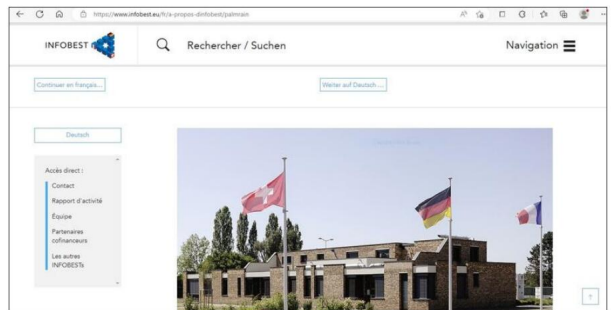 https://www.infobest.eu/fr/a-propos-dinfobest/palmrain
INFOBEST
Rechercher / Suchen
Navigation
Continuer en français...
Weiter auf Deutsch ...
Deutsch
Accès direct :
Contact
Rapport d'activité
Équipe
Partenaires
cofinanceurs
Les autres
INFOBESTs